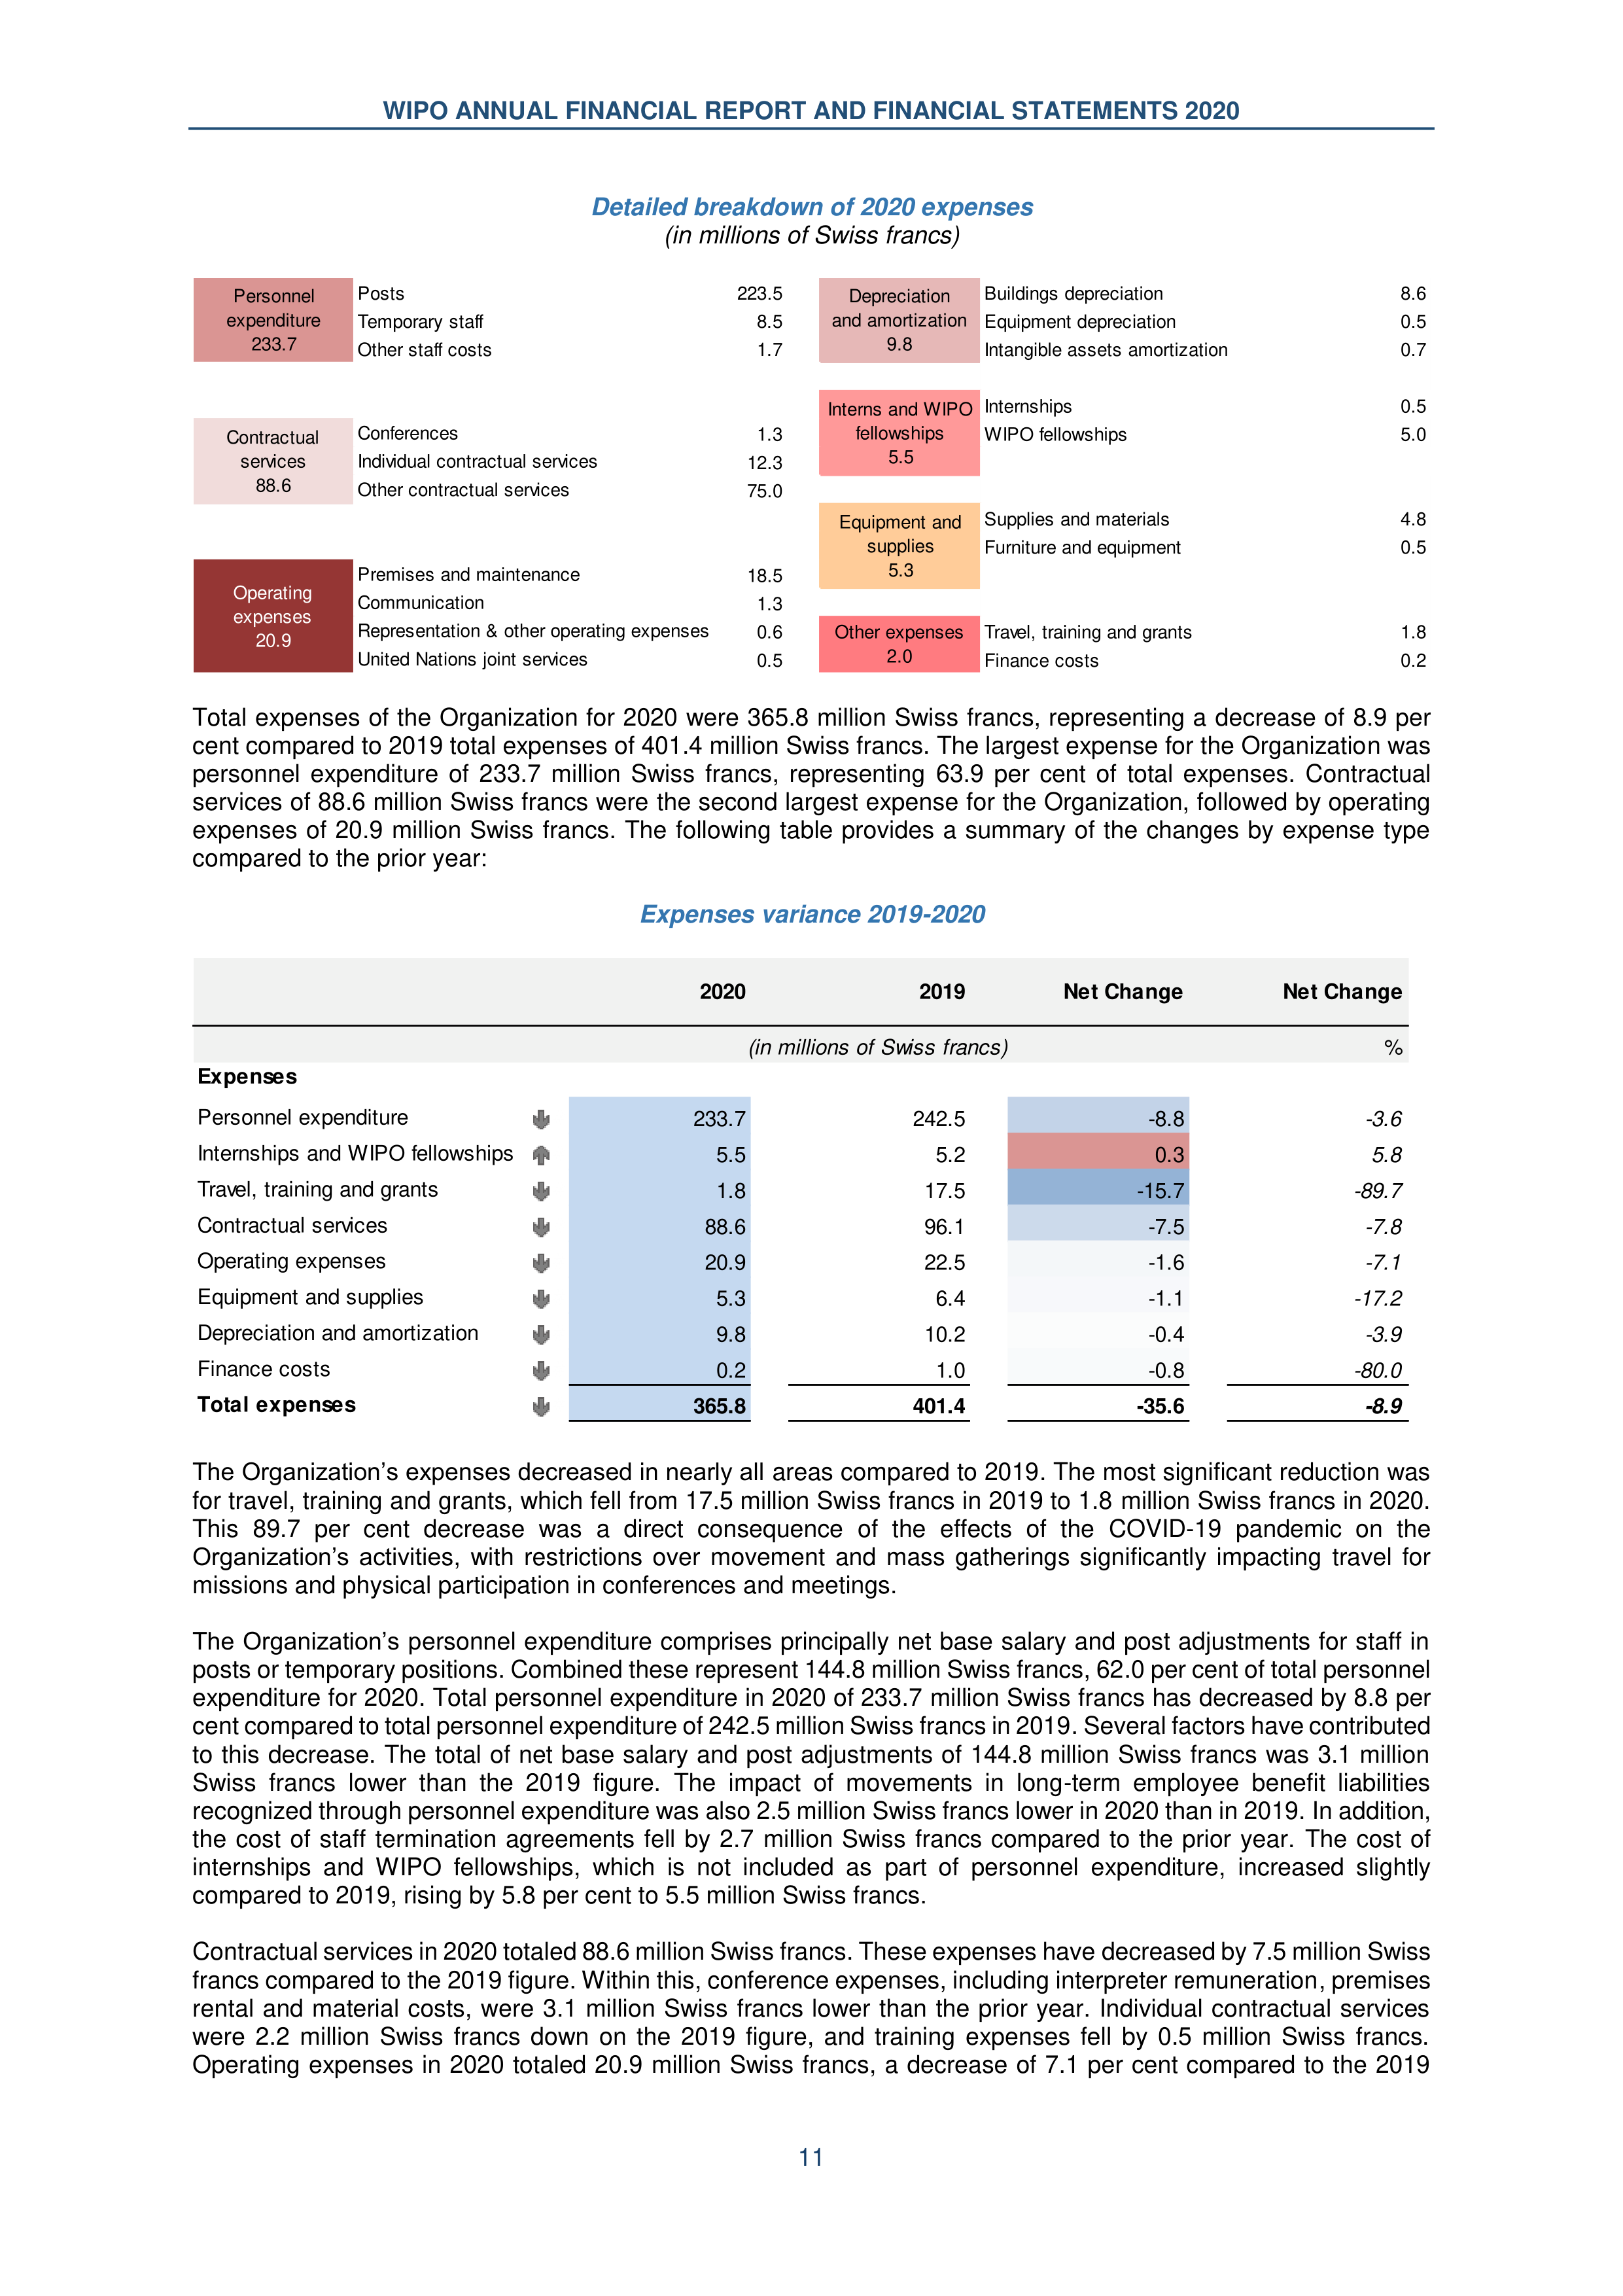 WIPO ANNUAL FINANCIAL REPORT AND FINANCIAL STATEMENTS 2020
Detailed breakdown of 2020 expenses
(in millions of Swiss francs)
Personnel expenditure 233.7
Posts 223.5
Temporary staff 8.5
Other staff costs 1.7
Contractual services 88.6
Conferences 1.3
Individual contractual services 12.3
Other contractual services 75.0
Operating expenses 20.9
Premises and maintenance 18.5
Communication 1.3
Representation & other operating expenses 0.6
United Nations joint services 0.5
Depreciation and amortization 9.8
Buildings depreciation 8.6
Equipment depreciation 0.5
Intangible assets amortization 0.7
Interns and WIPO fellowships 5.5
Internships 0.5
WIPO fellowships 5.0
Equipment and supplies 5.3
Supplies and materials 4.8
Furniture and equipment 0.5
Other expenses 2.0
Travel, training and grants 1.8
Finance costs 0.2
Total expenses of the Organization for 2020 were 365.8 million Swiss francs, representing a decrease of 8.9 per
cent compared to 2019 total expenses of 401.4 million Swiss francs. The largest expense for the Organization was
personnel expenditure of 233.7 million Swiss francs, representing 63.9 per cent of total expenses. Contractual
services of 88.6 million Swiss francs were the second largest expense for the Organization, followed by operating
expenses of 20.9 million Swiss francs. The following table provides a summary of the changes by expense type
compared to the prior year:
Expenses variance 2019-2020
2020 2019 Net Change Net Change
(in millions of Swiss francs) %
Expenses
Personnel expenditure 233.7 242.5 -8.8 -3.6
Internships and WIPO fellowships 5.5 5.2 0.3 5.8
Travel, training and grants 1.8 17.5 -15.7 -89.7
Contractual services 88.6 96.1 -7.5 -7.8
Operating expenses 20.9 22.5 -1.6 -7.1
Equipment and supplies 5.3 6.4 -1.1 -17.2
Depreciation and amortization 9.8 10.2 -0.4 -3.9
Finance costs 0.2 1.0 -0.8 -80.0
Total expenses 365.8 401.4 -35.6 -8.9
The Organization's expenses decreased in nearly all areas compared to 2019. The most significant reduction was
for travel, training and grants, which fell from 17.5 million Swiss francs in 2019 to 1.8 million Swiss francs in 2020.
This 89.7 per cent decrease was a direct consequence of the effects of the COVID-19 pandemic on the
Organization's activities, with restrictions over movement and mass gatherings significantly impacting travel for
missions and physical participation in conferences and meetings.
The Organization's personnel expenditure comprises principally net base salary and post adjustments for staff in
posts or temporary positions. Combined these represent 144.8 million Swiss francs, 62.0 per cent of total personnel
expenditure for 2020. Total personnel expenditure in 2020 of 233.7 million Swiss francs has decreased by 8.8 per
cent compared to total personnel expenditure of 242.5 million Swiss francs in 2019. Several factors have contributed
to this decrease. The total of net base salary and post adjustments of 144.8 million Swiss francs was 3.1 million
Swiss francs lower than the 2019 figure. The impact of movements in long-term employee benefit liabilities
recognized through personnel expenditure was also 2.5 million Swiss francs lower in 2020 than in 2019. In addition,
the cost of staff termination agreements fell by 2.7 million Swiss francs compared to the prior year. The cost of
internships and WIPO fellowships, which is not included as part of personnel expenditure, increased slightly
compared to 2019, rising by 5.8 per cent to 5.5 million Swiss francs.
Contractual services in 2020 totaled 88.6 million Swiss francs. These expenses have decreased by 7.5 million Swiss
francs compared to the 2019 figure. Within this, conference expenses, including interpreter remuneration, premises
rental and material costs, were 3.1 million Swiss francs lower than the prior year. Individual contractual services
were 2.2 million Swiss francs down on the 2019 figure, and training expenses fell by 0.5 million Swiss francs.
Operating expenses in 2020 totaled 20.9 million Swiss francs, a decrease of 7.1 per cent compared to the 2019
11